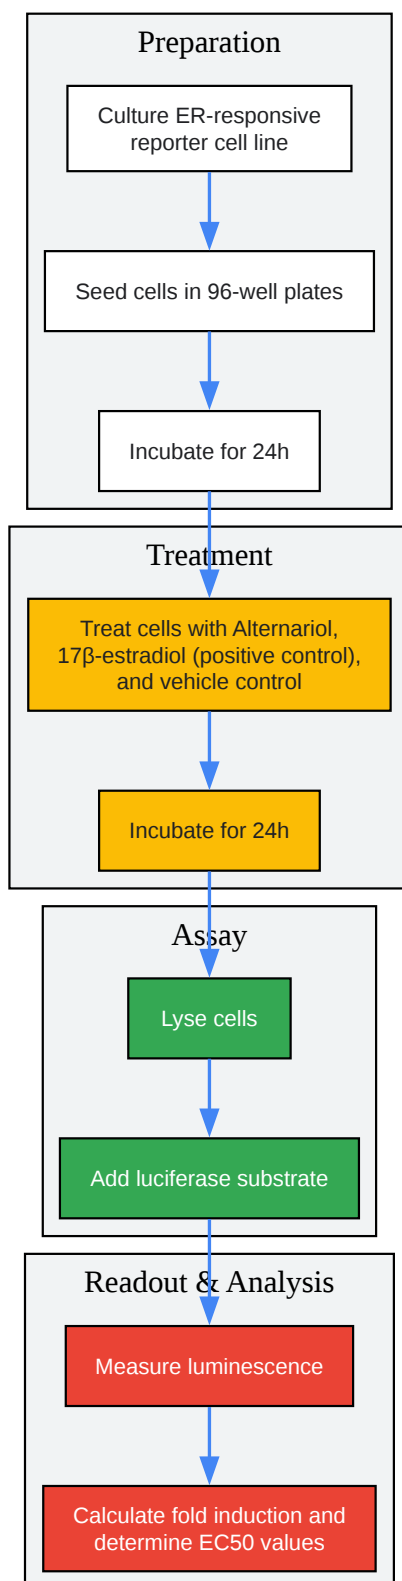 Preparation
Culture ER-responsive
reporter cell line
Seed cells in 96-well plates
Incubate for 24h
Treatment
Treat cells with Alternariol,
17β-estradiol (positive control),
and vehicle control
Incubate for 24h
Assay
Lyse cells
Add luciferase substrate
Readout & Analysis
Measure luminescence
Calculate fold induction and
determine EC50 values